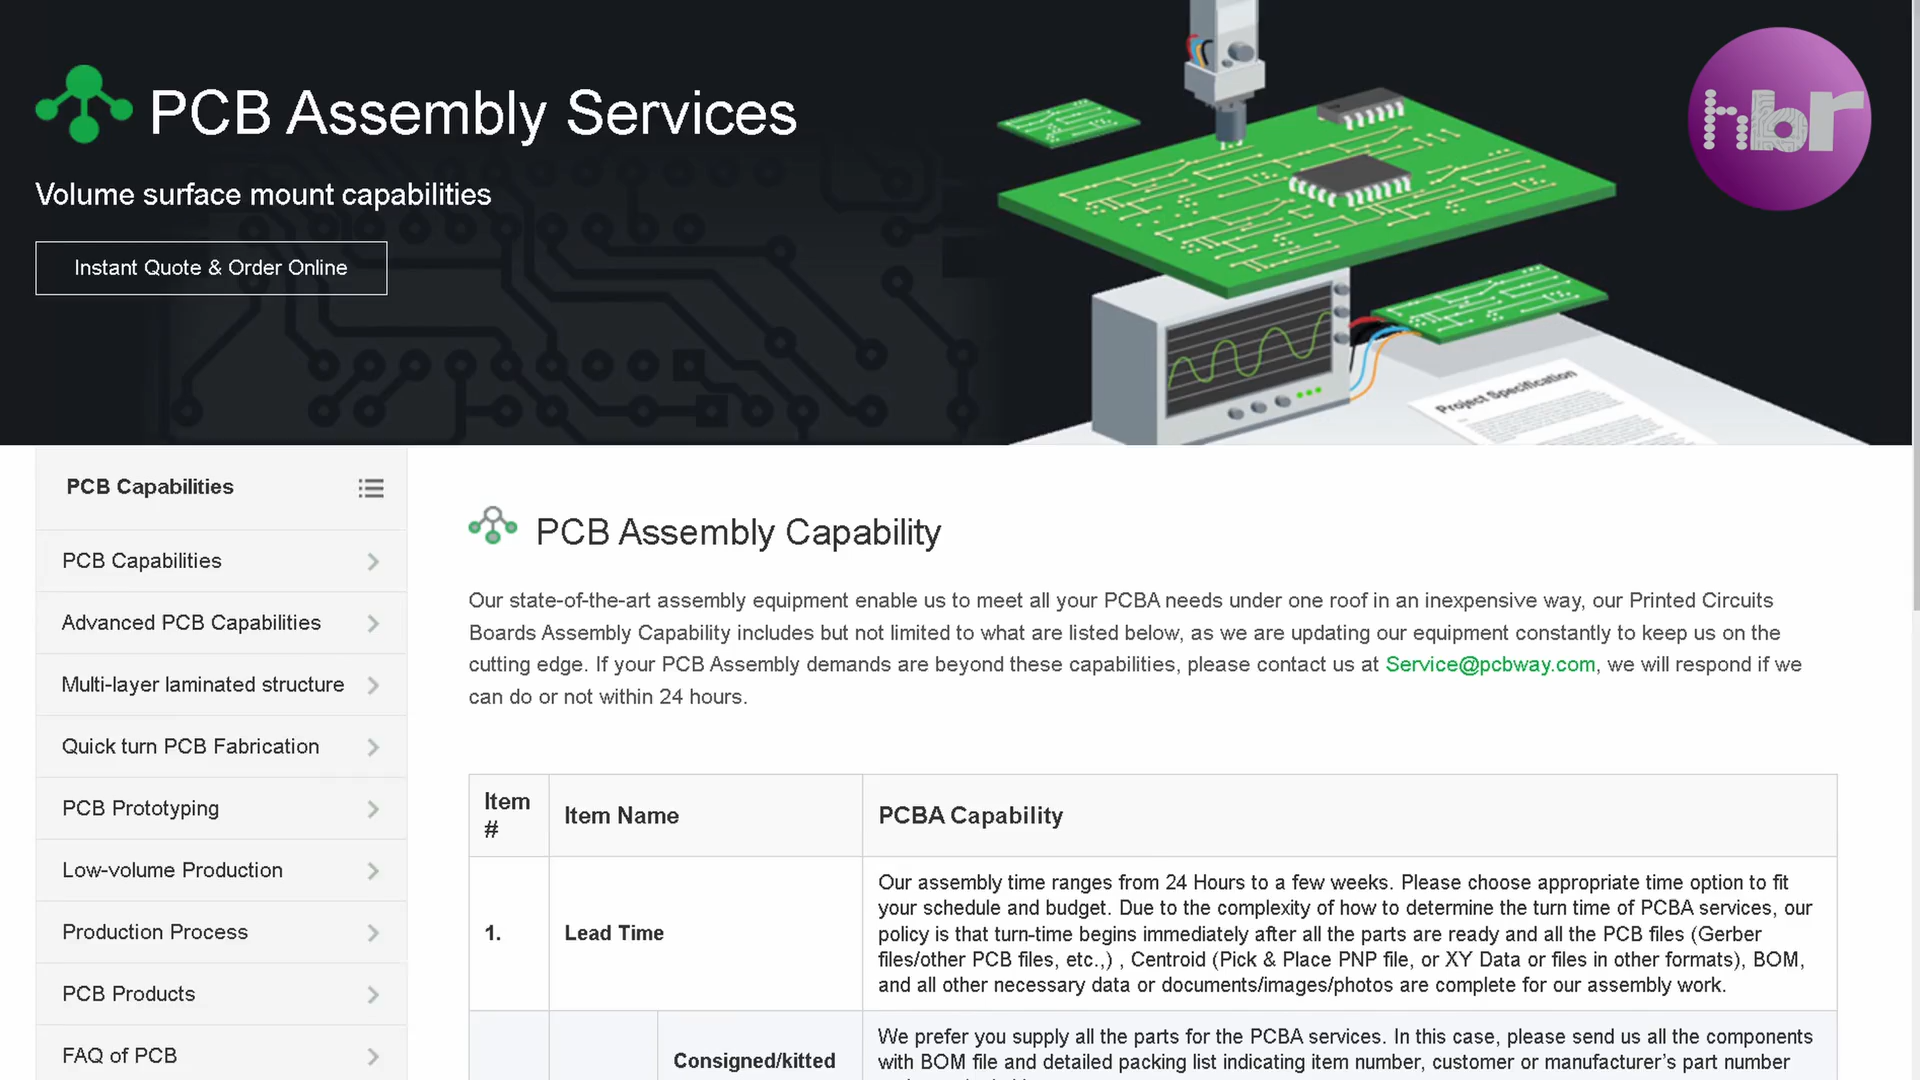 PCB Assembly Services
Volume surface mount capabilities
Instant Quote & Order Online
hbr
Project Specification
PCB Capabilities
PCB Capabilities
Advanced PCB Capabilities
Multi-layer laminated structure
Quick turn PCB Fabrication
PCB Prototyping
Low-volume Production
Production Process
PCB Products
FAQ of PCB
PCB Assembly Capability
Our state-of-the-art assembly equipment enable us to meet all your PCBA needs under one roof in an inexpensive way, our Printed Circuits
Boards Assembly Capability includes but not limited to what are listed below, as we are updating our equipment constantly to keep us on the
cutting edge. If your PCB Assembly demands are beyond these capabilities, please contact us at Service@pcbway.com, we will respond if we
can do or not within 24 hours.
Item #
Item Name
PCBA Capability
1.
Lead Time
Our assembly time ranges from 24 Hours to a few weeks. Please choose appropriate time option to fit
your schedule and budget. Due to the complexity of how to determine the turn time of PCBA services, our
policy is that turn-time begins immediately after all the parts are ready and all the PCB files (Gerber
files/other PCB files, etc.,) , Centroid (Pick & Place PNP file, or XY Data or files in other formats), BOM,
and all other necessary data or documents/images/photos are complete for our assembly work.
Consigned/kitted
We prefer you supply all the parts for the PCBA services. In this case, please send us all the components
with BOM file and detailed packing list indicating item number, customer or manufacturer's part number